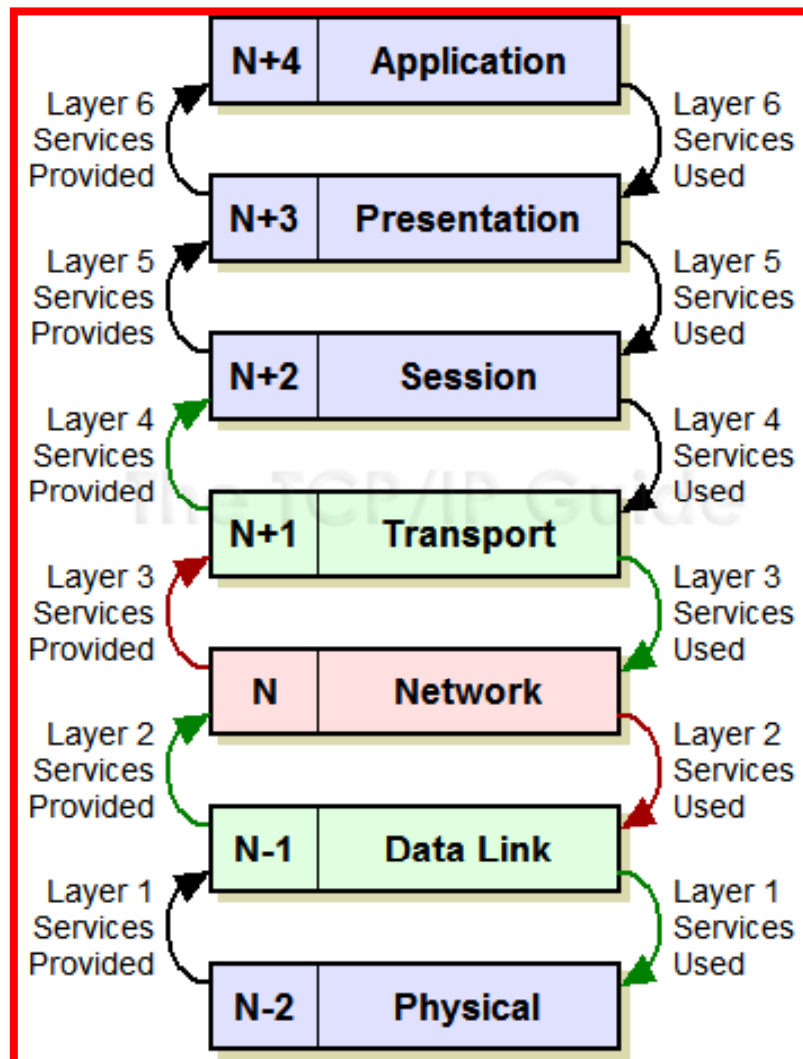 N+4 Application
Layer 6
Services
Provided
Layer 6
Services
Used
N+3 Presentation
Layer 5
Services
Provides
Layer 5
Services
Used
N+2 Session
Layer 4
Services
Provided
Layer 4
Services
Used
The TCP/IP Guide
N+1 Transport
Layer 3
Services
Provided
Layer 3
Services
Used
N Network
Layer 2
Services
Provided
Layer 2
Services
Used
N-1 Data Link
Layer 1
Services
Provided
Layer 1
Services
Used
N-2 Physical